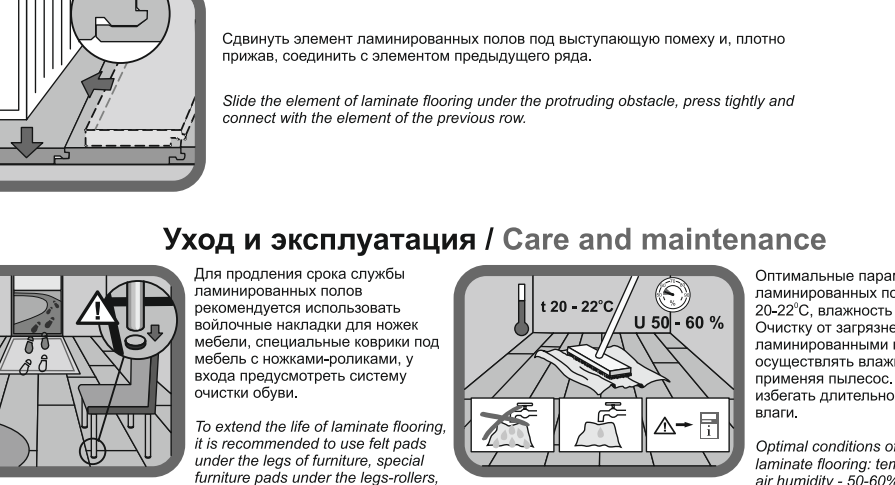 Сдвинуть элемент ламинированных полов под выступающую помеху и, плотно
прижав, соединить с элементом предыдущего ряда.
Slide the element of laminate flooring under the protruding obstacle, press tightly and
connect with the element of the previous row.
Уход и эксплуатация / Care and maintenance
Для продления срока службы
ламинированных полов
рекомендуется использовать
войлочные накладки для ножек
мебели, специальные коврики под
мебель с ножками-роликами, у
входа предусмотреть систему
очистки обуви.
To extend the life of laminate flooring,
it is recommended to use felt pads
under the legs of furniture, special
furniture pads under the legs-rollers,
t 20 - 22°C
U 50 - 60 %
%
i
Оптимальные
ламинированных
20-22°C, влажность
Очистку от
ламинированными
осуществлять
применяя пылесос.
избегать
влаги.
Optimal conditions
laminate flooring:
air humidity - 50-60%